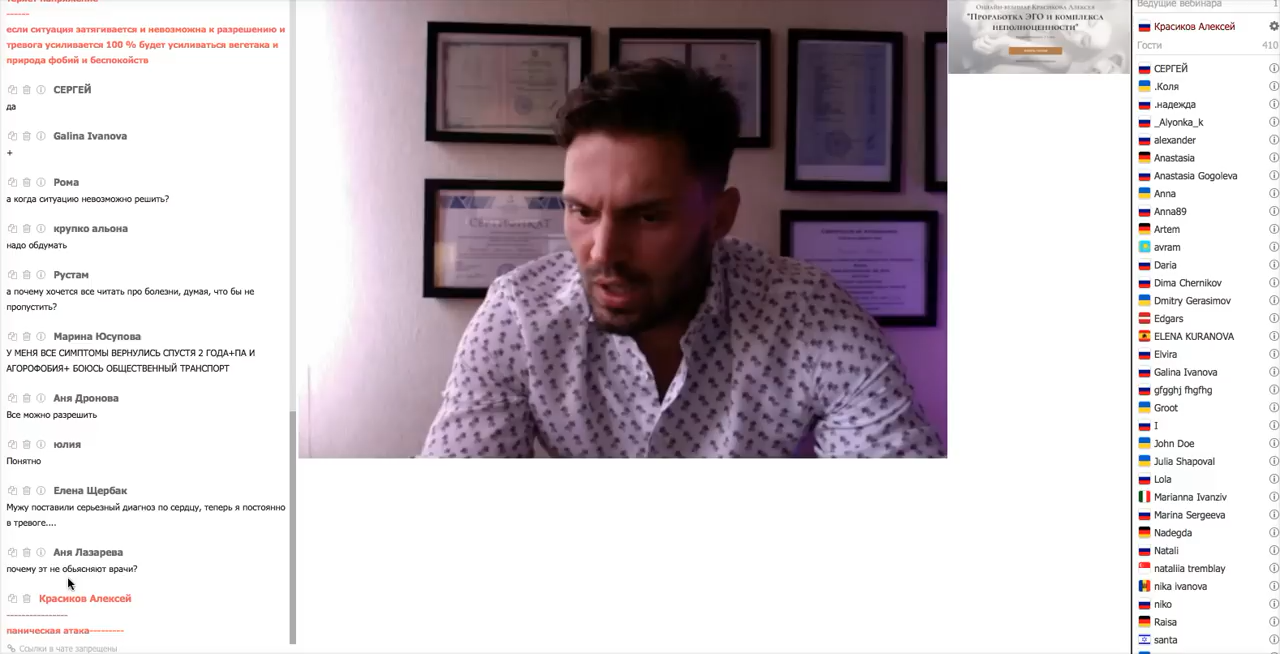 ------
если ситуация затягивается и невозможна к разрешению и
тревога усиливается 100 % будет усиливаться вегетака и
природа фобий и беспокойств
СЕРГЕЙ
да
Galina Ivanova
+
Рома
а когда ситуацию невозможно решить?
крупко альона
надо обдумать
Рустам
а почему хочется все читать про болезни, думая, что бы не
пропустить?
Марина Юсупова
У МЕНЯ ВСЕ СИМПТОМЫ ВЕРНУЛИСЬ СПУСТЯ 2 ГОДА+ПА И
АГОРОФОБИЯ+ БОЮСЬ ОБЩЕСТВЕННЫЙ ТРАНСПОРТ
Аня Дронова
Все можно разрешить
юлия
Понятно
Елена Щербак
Мужу поставили серьезный диагноз по сердцу, теперь я постоянно
в тревоге....
Аня Лазарева
почему эт не обьясняют врачи?
Красиков Алексей
----------------
паническая атака---------
Ссылки в чате запрещены
СЕРТИФИКАТ
Онлайн-вебинар Красикова Алексея
"Проработка ЭГО и комплекса
неполноценности"
Ведущие вебинара 1
Красиков Алексей
Гости 410
СЕРГЕЙ
.Коля
.надежда
_Alyonka_k
alexander
Anastasia
Anastasia Gogoleva
Anna
Anna89
Artem
avram
Daria
Dima Chernikov
Dmitry Gerasimov
Edgars
ELENA KURANOVA
Elvira
Galina Ivanova
gfgghj fhgfhg
Groot
I
John Doe
Julia Shapoval
Lola
Marianna Ivanziv
Marina Sergeeva
Nadegda
Natali
nataliia tremblay
nika ivanova
niko
Raisa
santa